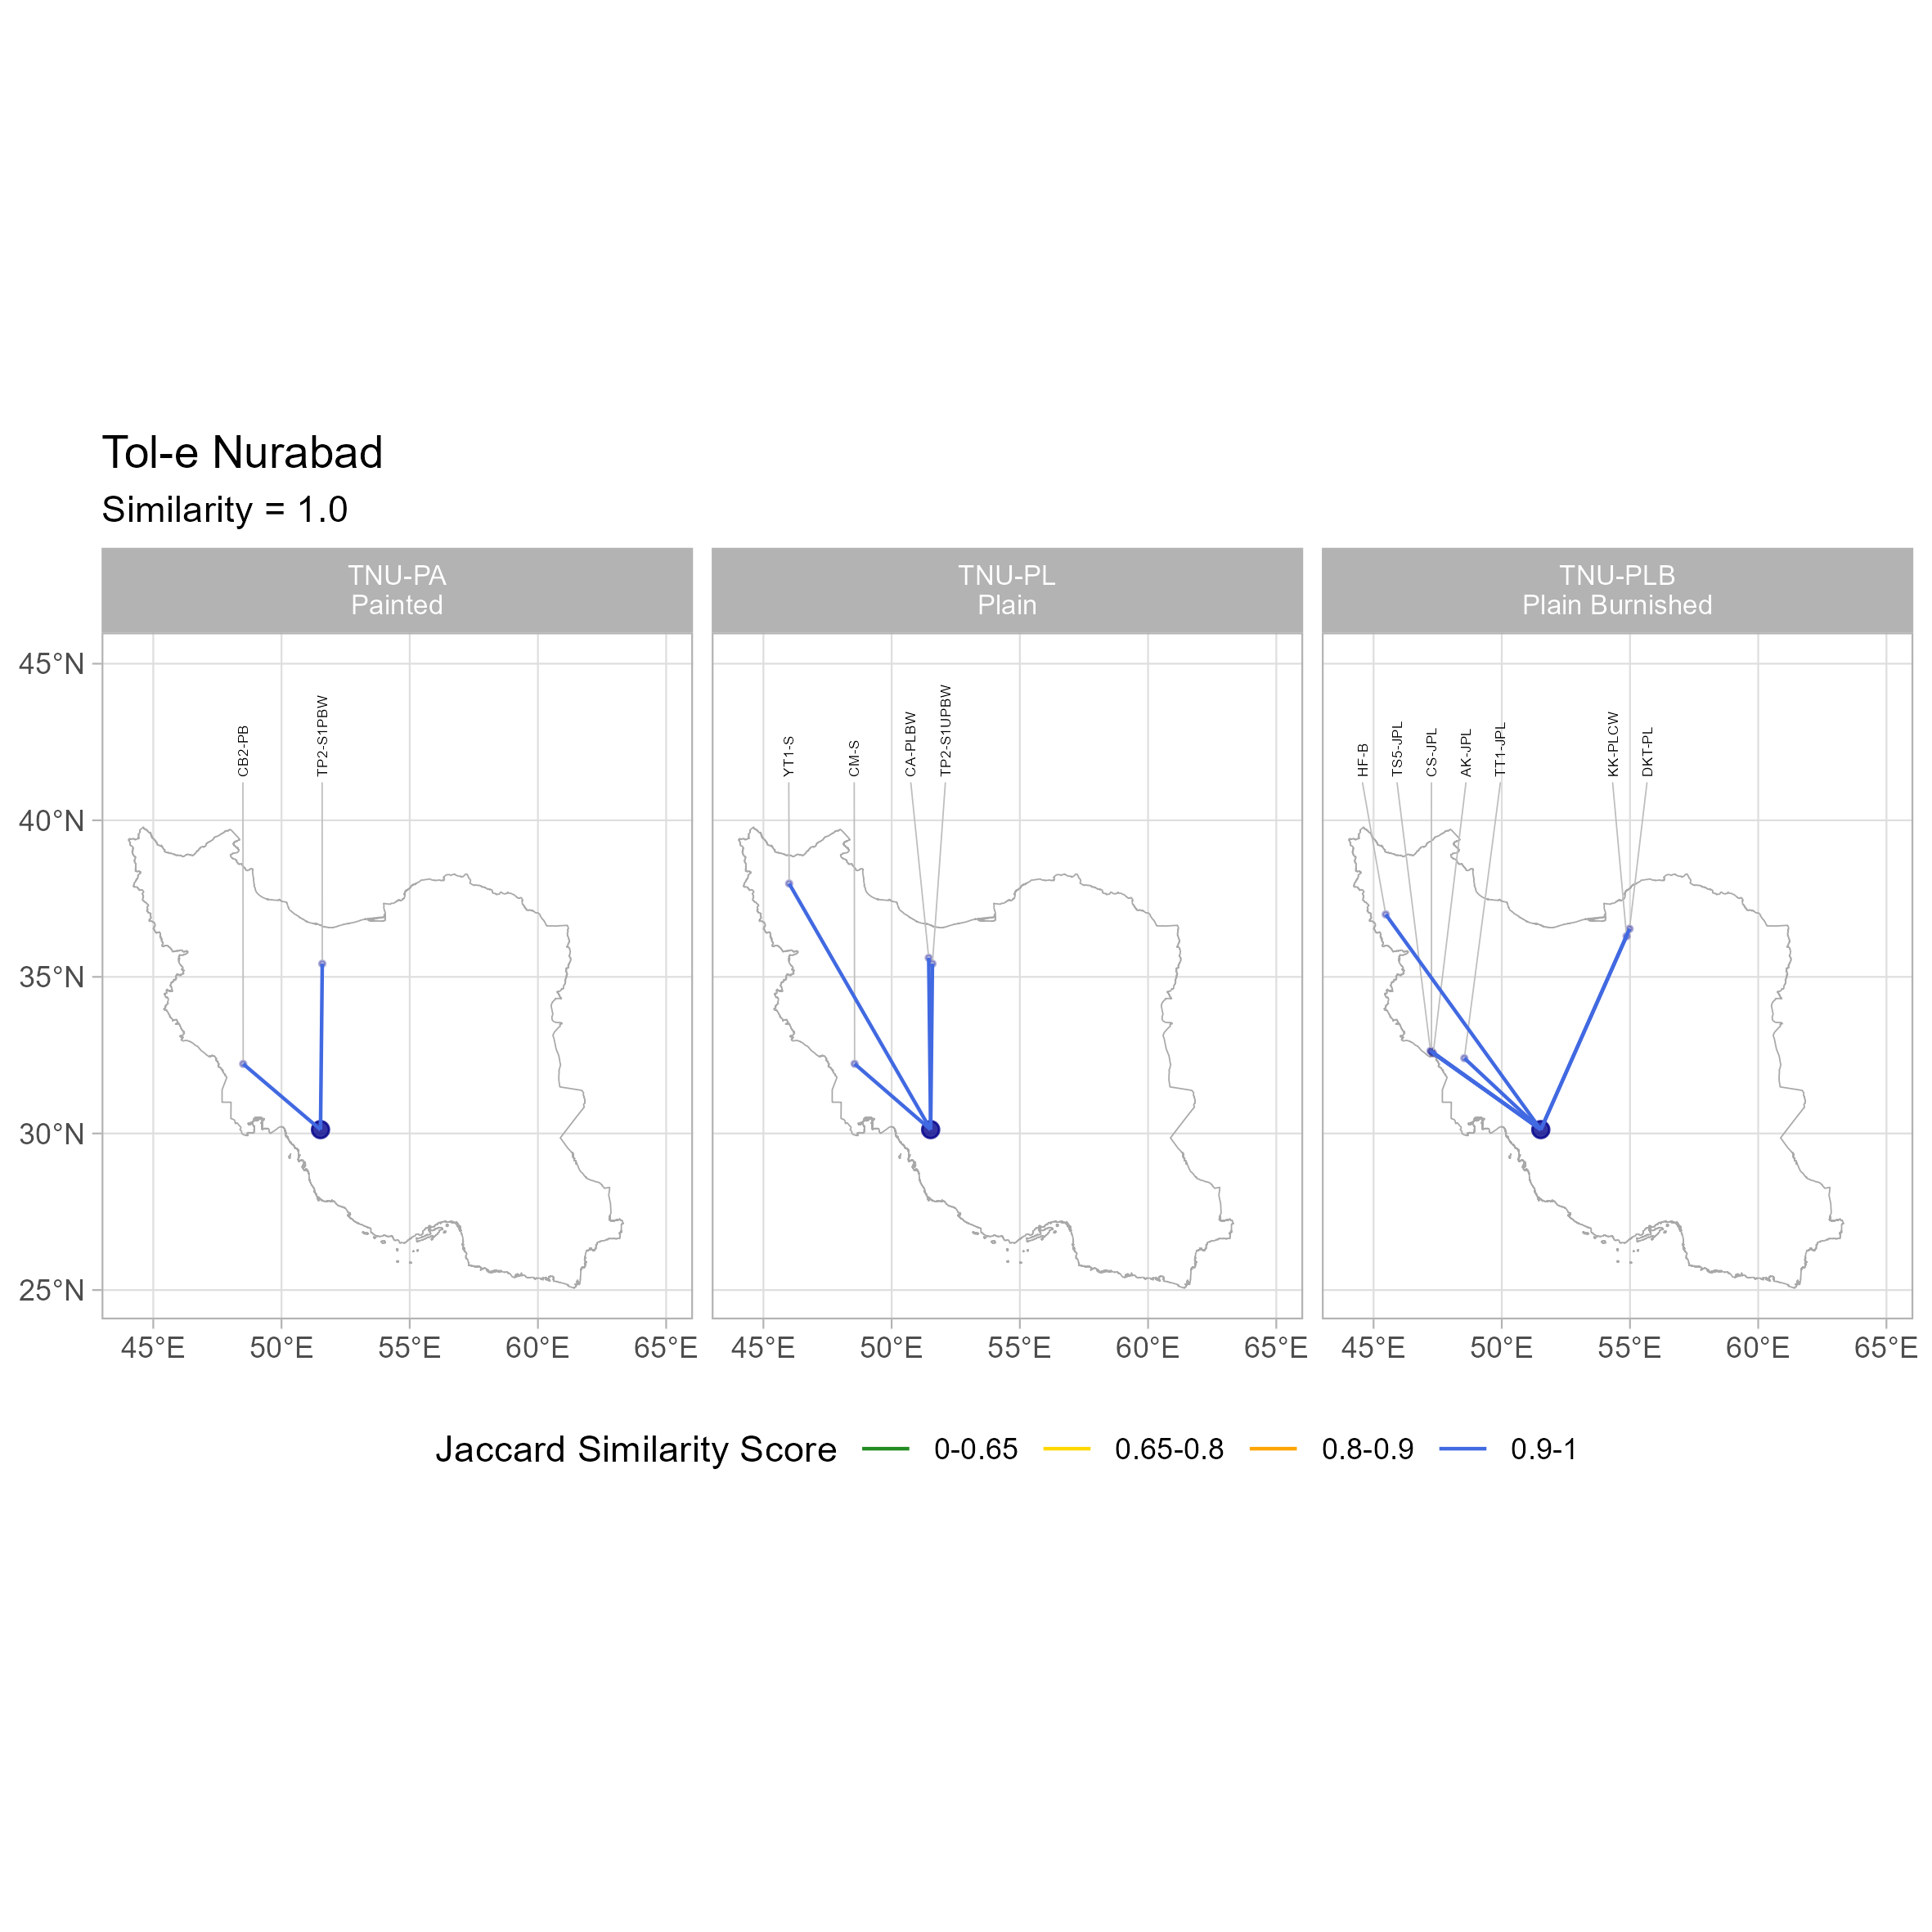 Tol-e Nurabad
Similarity = 1.0
TNU-PA
Painted
TNU-PL
Plain
TNU-PLB
Plain Burnished
45°N
40°N
35°N
30°N
25°N
CB2-PB
TP2-S1PBW
YT1-S
CM-S
CA-PLBW
TP2-S1UPBW
HF-B
TS5-JPL
CS-JPL
AK-JPL
TT1-JPL
KK-PLCW
DKT-PL
45°E 50°E 55°E 60°E 65°E
45°E 50°E 55°E 60°E 65°E
45°E 50°E 55°E 60°E 65°E
Jaccard Similarity Score 0-0.65 0.65-0.8 0.8-0.9 0.9-1